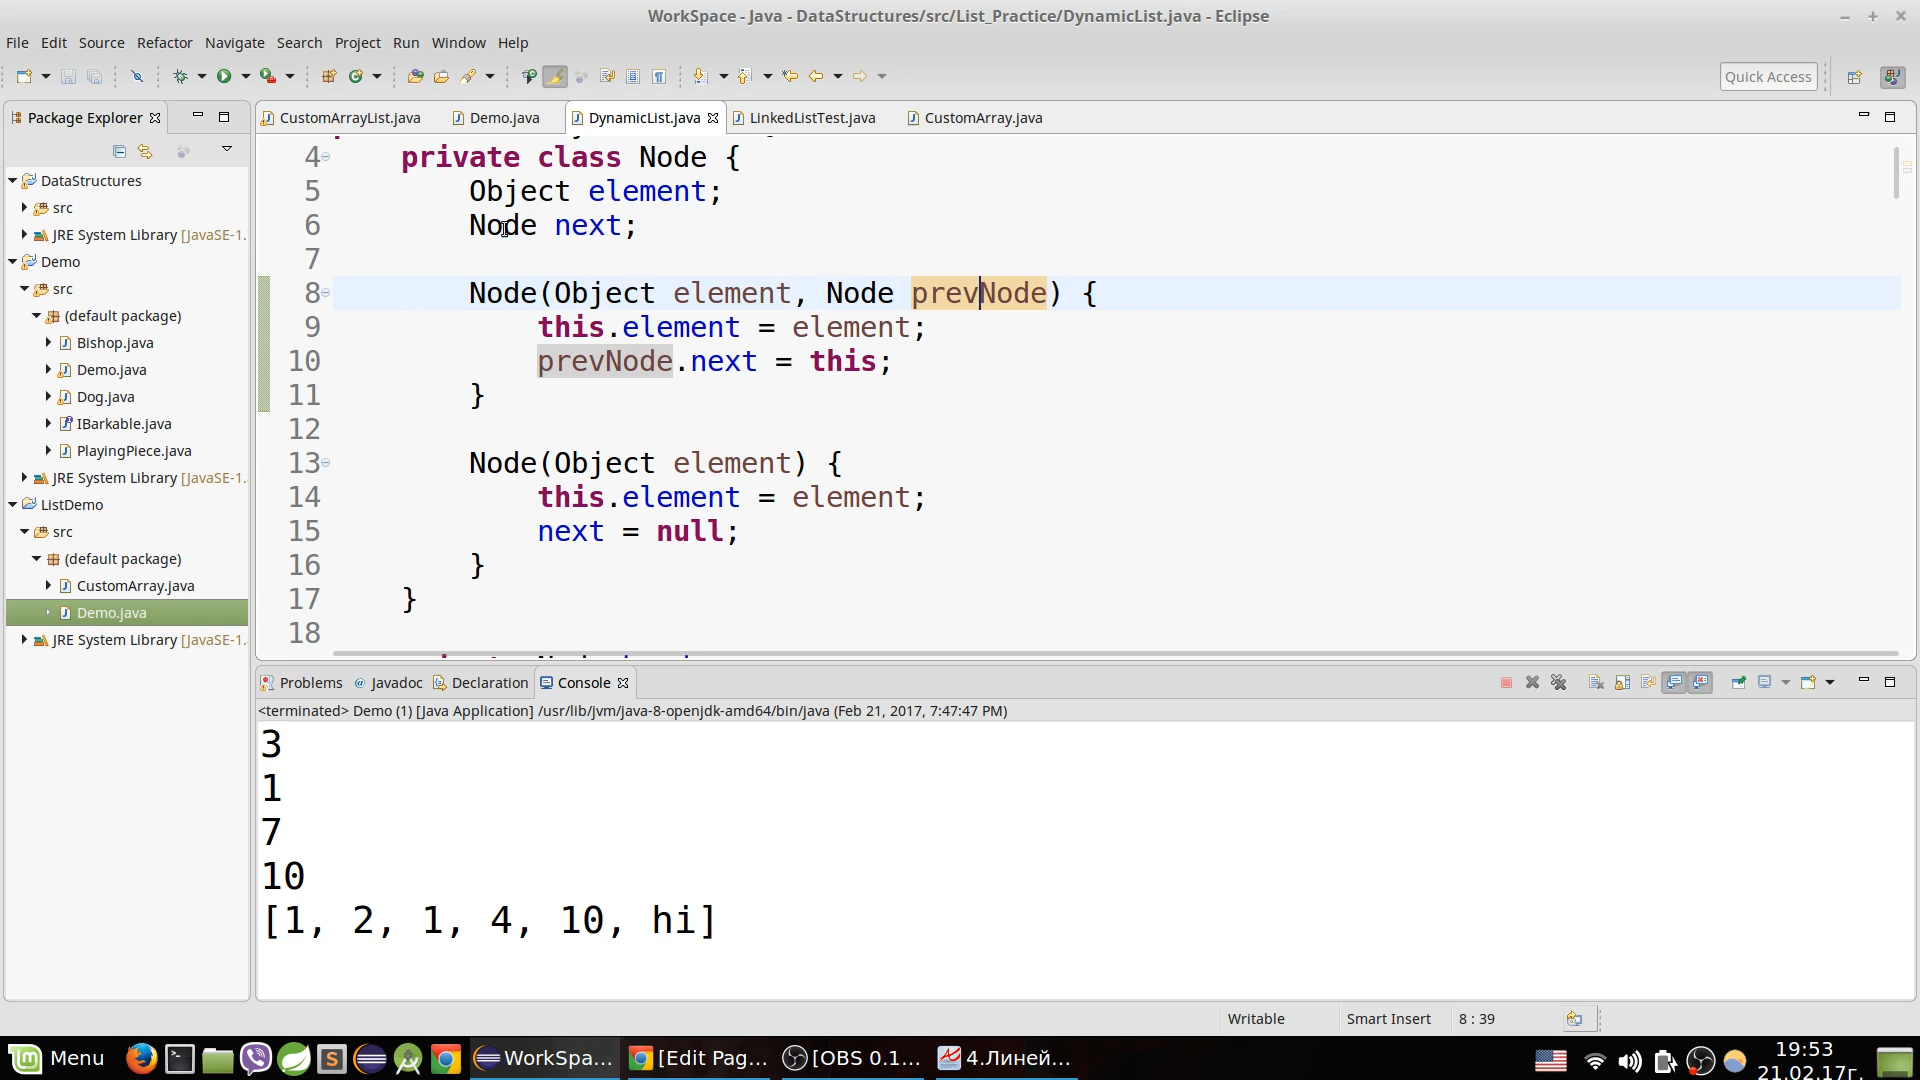 WorkSpace - Java - DataStructures/src/List_Practice/DynamicList.java - Eclipse
File Edit Source Refactor Navigate Search Project Run Window Help
Quick Access
Package Explorer
CustomArrayList.java Demo.java DynamicList.java LinkedListTest.java CustomArray.java
DataStructures
src
JRE System Library [JavaSE-1.
Demo
src
(default package)
Bishop.java
Demo.java
Dog.java
IBarkable.java
PlayingPiece.java
JRE System Library [JavaSE-1.
ListDemo
src
(default package)
CustomArray.java
Demo.java
JRE System Library [JavaSE-1.
4 private class Node {
5 Object element;
6 Node next;
7
8 Node(Object element, Node prevNode) {
9 this.element = element;
10 prevNode.next = this;
11 }
12
13 Node(Object element) {
14 this.element = element;
15 next = null;
16 }
17 }
18
Problems @ Javadoc Declaration Console
<terminated> Demo (1) [Java Application] /usr/lib/jvm/java-8-openjdk-amd64/bin/java (Feb 21, 2017, 7:47:47 PM)
3
1
7
10
[1, 2, 1, 4, 10, hi]
Writable Smart Insert 8 : 39
Menu WorkSpa... [Edit Pag... [OBS 0.1... 4.Линей... 19:53
21.02.17г.